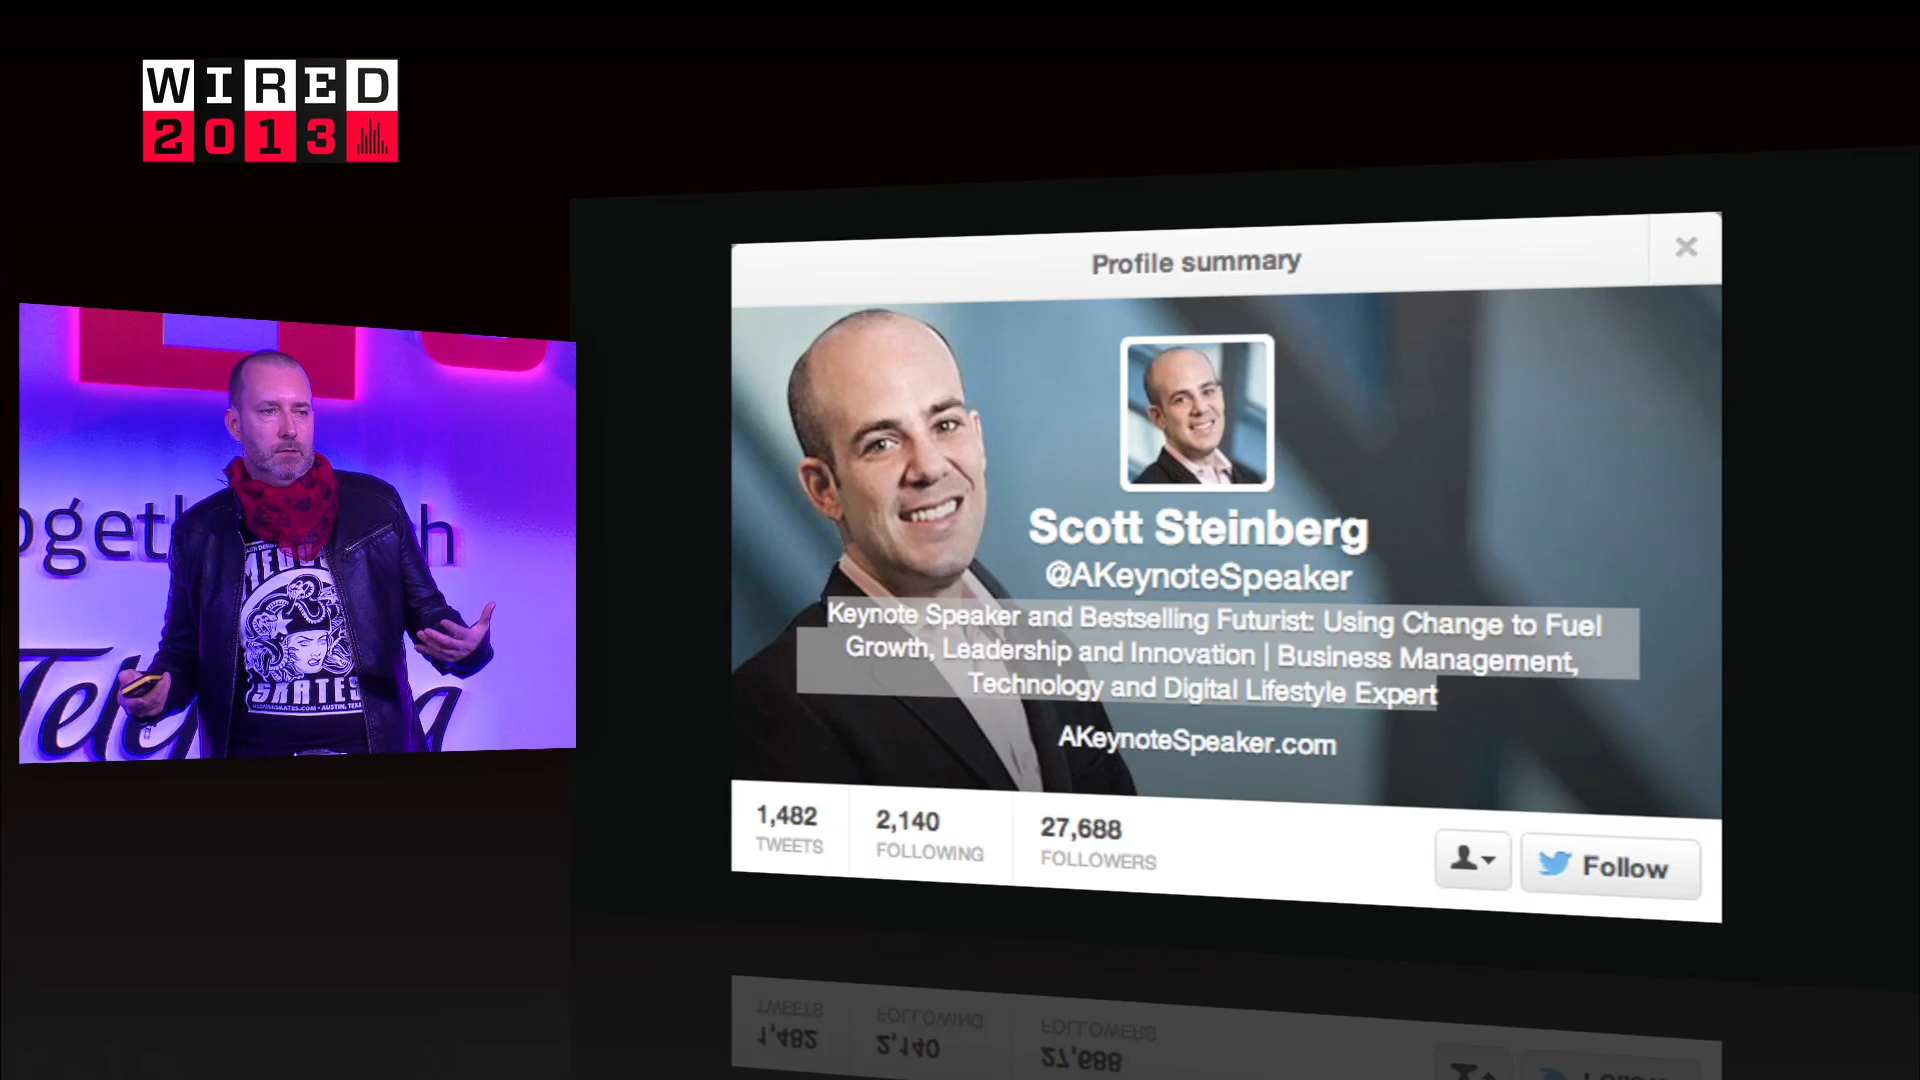 WIRED
2013
Profile summary
Scott Steinberg
@AKeynoteSpeaker
Keynote Speaker and Bestselling Futurist: Using Change to Fuel
Growth, Leadership and Innovation | Business Management,
Technology and Digital Lifestyle Expert
AKeynoteSpeaker.com
1,482 2,140 27,688
TWEETS FOLLOWING FOLLOWERS
Follow
SKATES